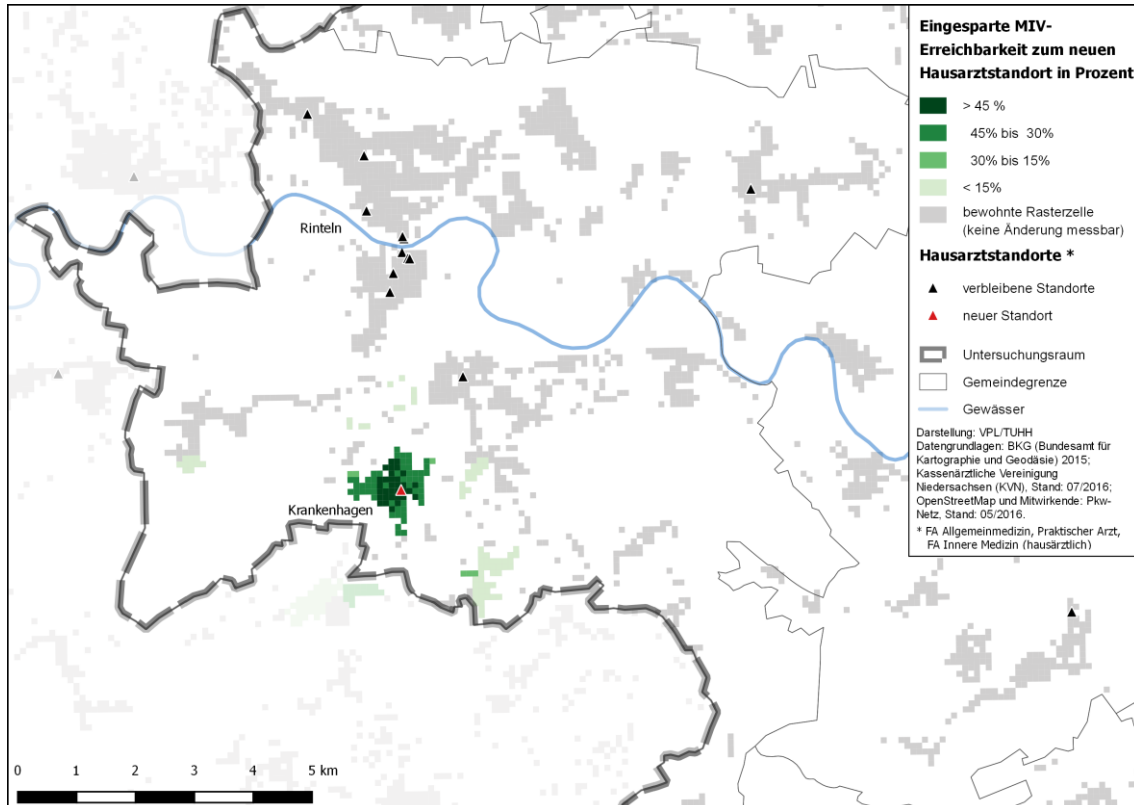 Eingesparte MIV-
Erreichbarkeit zum neuen
Hausarztstandort in Prozent
> 45 %
45% bis 30%
30% bis 15%
< 15%
bewohnte Rasterzelle
(keine Änderung messbar)
Hausarztstandorte *
verbleibene Standorte
neuer Standort
Untersuchungsraum
Gemeindegrenze
Gewässer
Darstellung: VPL/TUHH
Datengrundlagen: BKG (Bundesamt für
Kartographie und Geodäsie) 2015;
Kassenärztliche Vereinigung
Niedersachsen (KVN), Stand: 07/2016;
OpenStreetMap und Mitwirkende: Pkw-
Netz, Stand: 05/2016.
* FA Allgemeinmedizin, Praktischer Arzt,
FA Innere Medizin (hausärztlich)
Rinteln
Krankenhagen
0 1 2 3 4 5 km